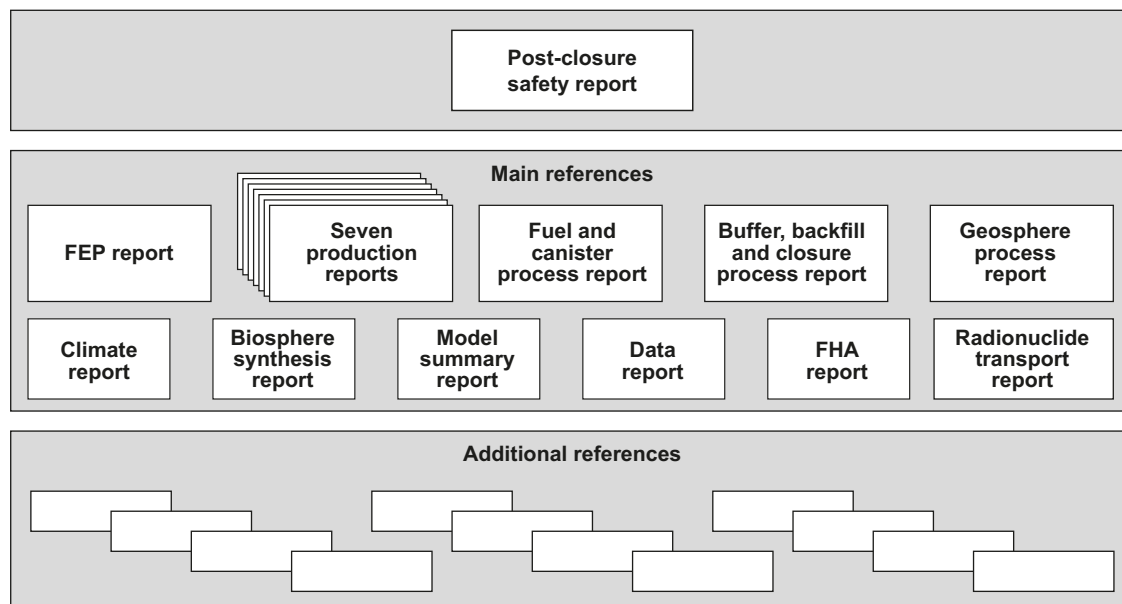 Post-closure
safety report
Main references
FEP report
Seven
production
reports
Fuel and
canister
process report
Buffer, backfill
and closure
process report
Geosphere
process
report
Climate
report
Biosphere
synthesis
report
Model
summary
report
Data
report
FHA
report
Radionuclide
transport
report
Additional references